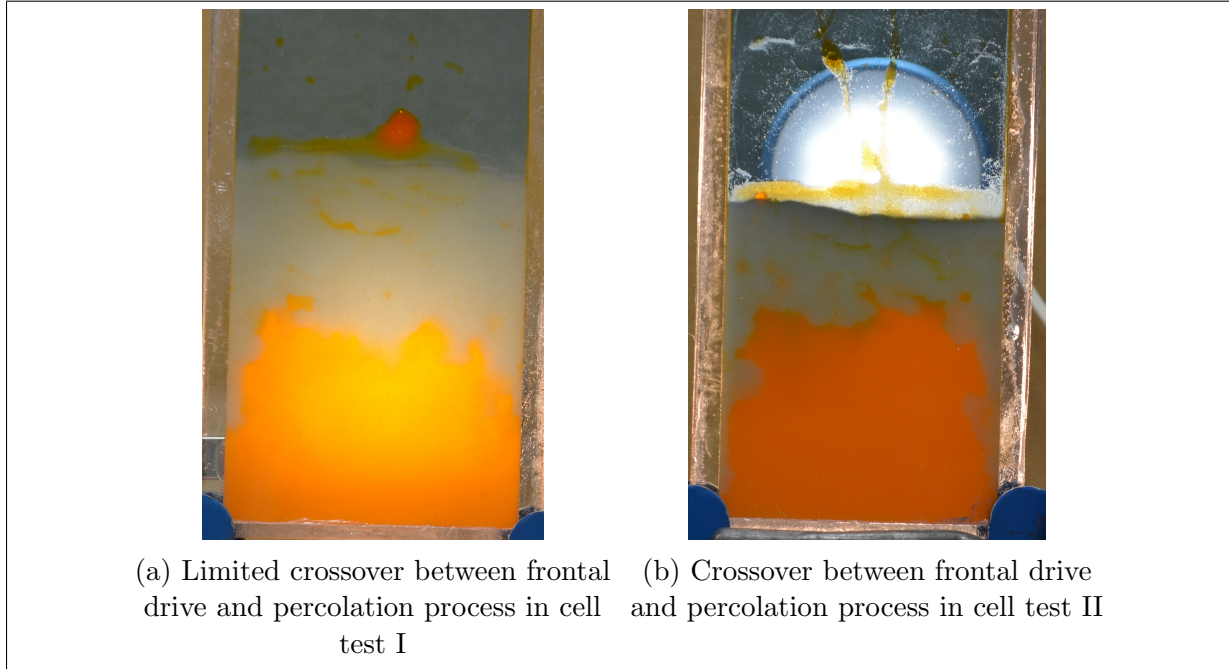 (a) Limited crossover between frontal
drive and percolation process in cell
test I
(b) Crossover between frontal drive
and percolation process in cell test II